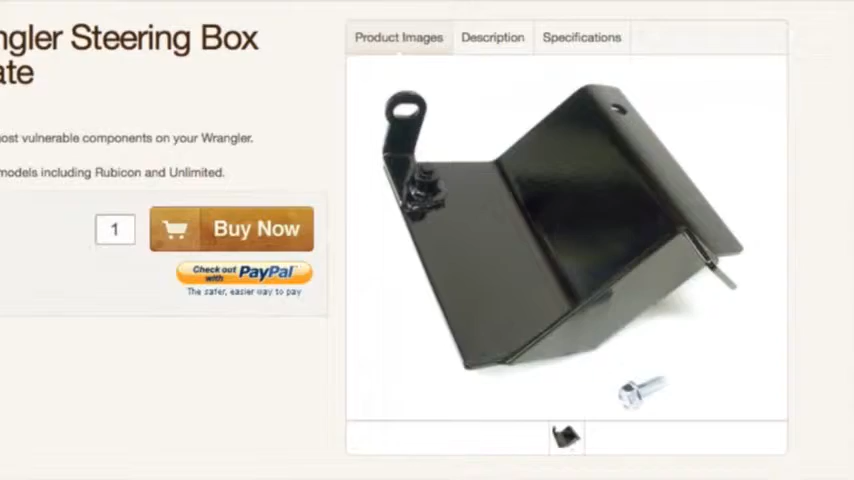 ngler Steering Box
ate
ost vulnerable components on your Wrangler.
models including Rubicon and Unlimited.
1
Buy Now
Check out with PayPal
The safer, easier way to pay
Product Images
Description
Specifications